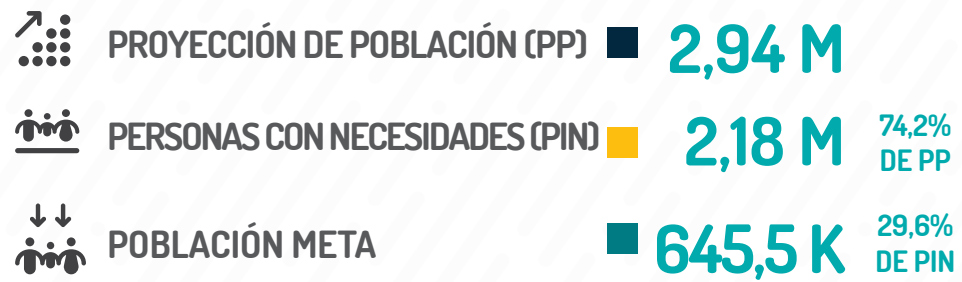 PROYECCIÓN DE POBLACIÓN (PP) 2,94 M
PERSONAS CON NECESIDADES (PIN) 2,18 M 74,2% DE PP
POBLACIÓN META 645,5 K 29,6% DE PIN